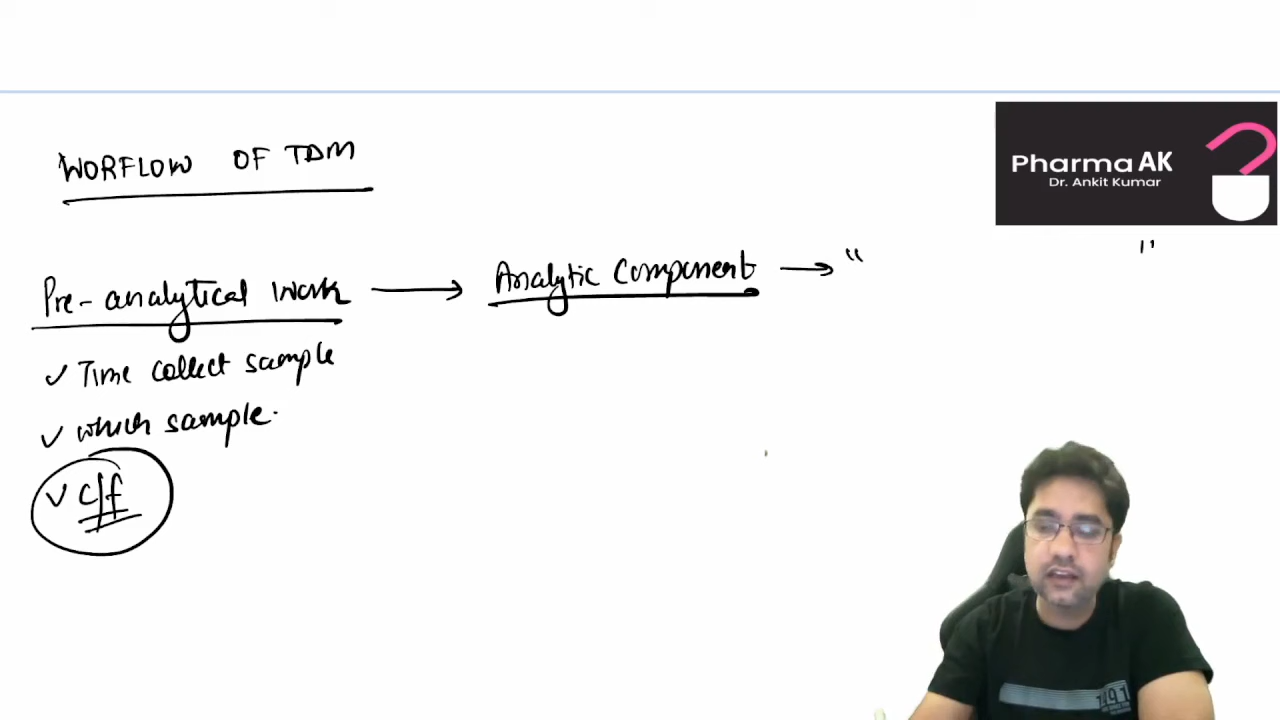 WORFLOW OF TDM
Pharma AK
Dr. Ankit Kumar
Pre-analytical work → Analytic Component → " "
✓ Time collect sample
✓ which sample.
✓ c/f